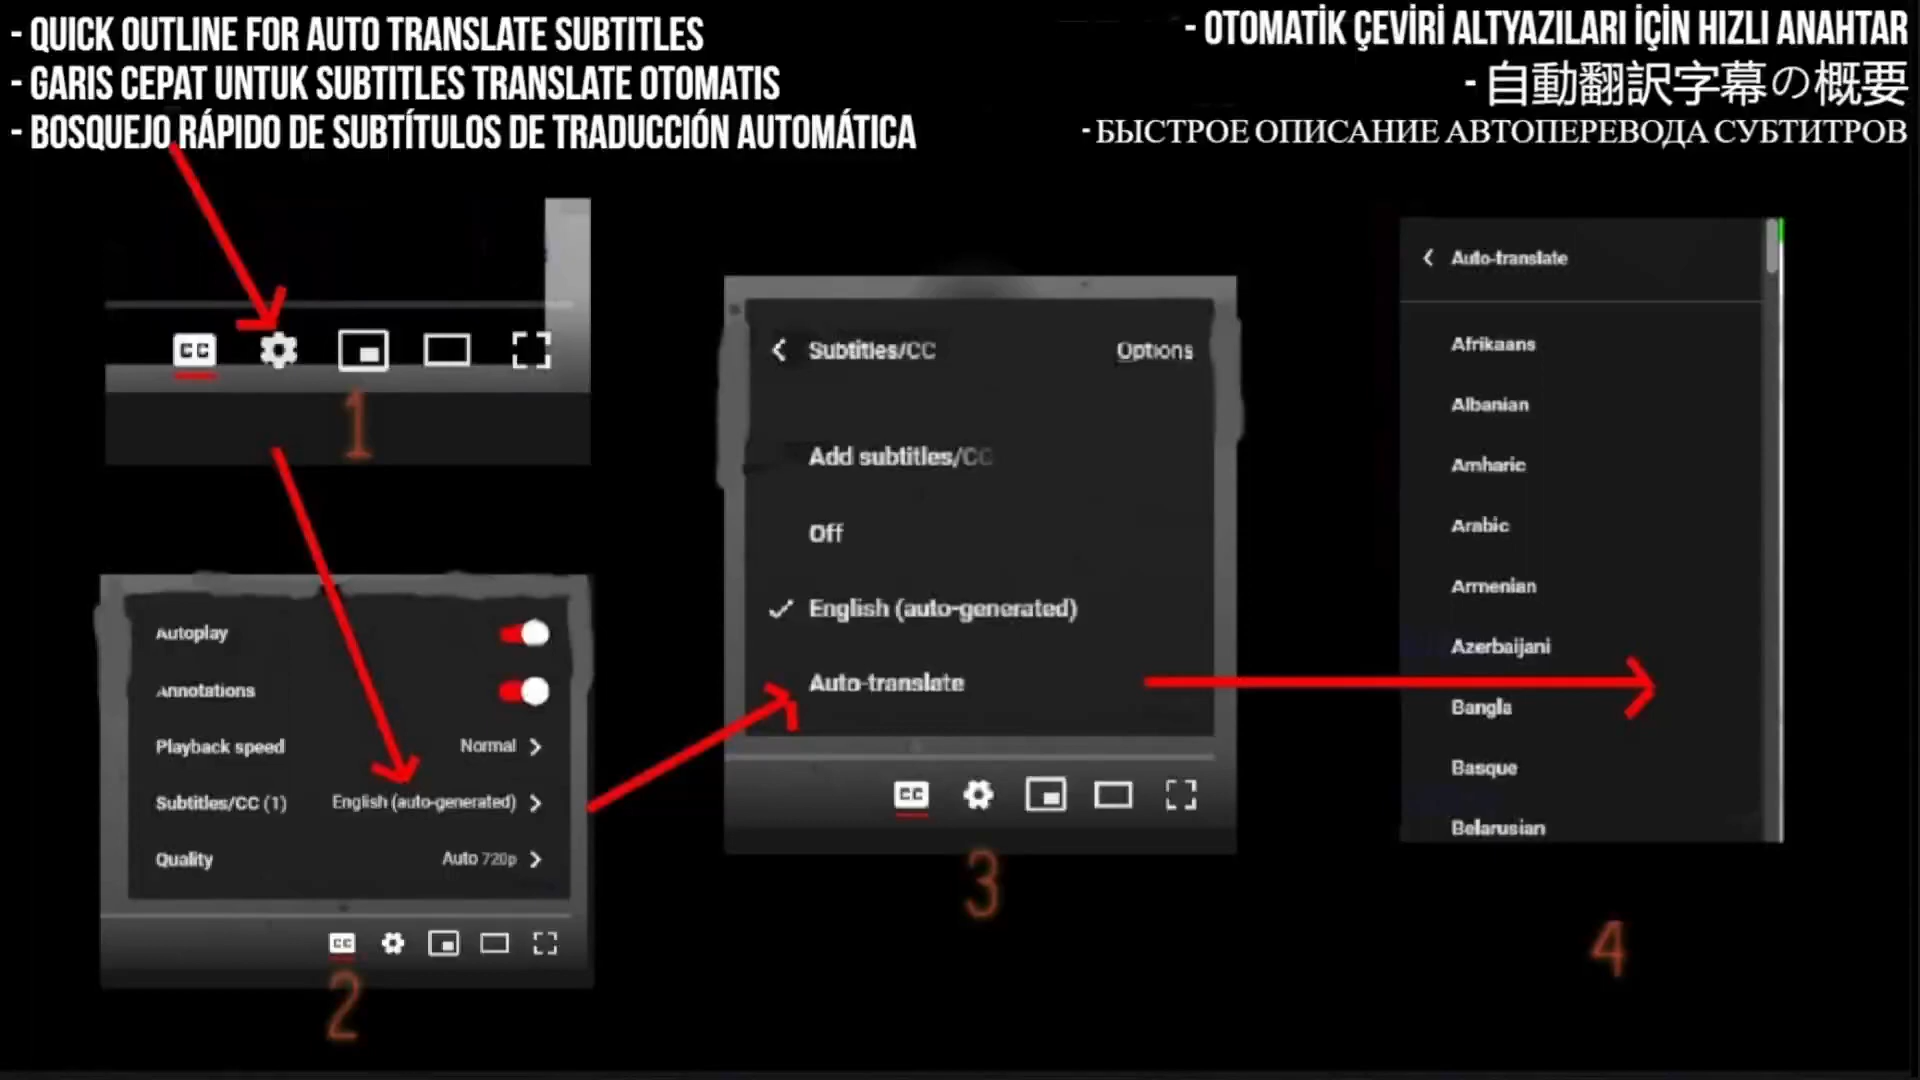 - QUICK OUTLINE FOR AUTO TRANSLATE SUBTITLES
- GARIS CEPAT UNTUK SUBTITLES TRANSLATE OTOMATIS
- BOSQUEJO RÁPIDO DE SUBTÍTULOS DE TRADUCCIÓN AUTOMÁTICA
- OTOMATİK ÇEVİRİ ALTYAZILARI İÇİN HIZLI ANAHTAR
- 自動翻訳字幕の概要
- БЫСТРОЕ ОПИСАНИЕ АВТОПЕРЕВОДА СУБТИТРОВ
CC
1
Autoplay
Annotations
Playback speed Normal
Subtitles/CC (1) English (auto-generated)
Quality Auto 720p
CC
2
Subtitles/CC Options
Add subtitles/CC
Off
English (auto-generated)
Auto-translate
CC
3
Auto-translate
Afrikaans
Albanian
Amharic
Arabic
Armenian
Azerbaijani
Bangla
Basque
Belarusian
4